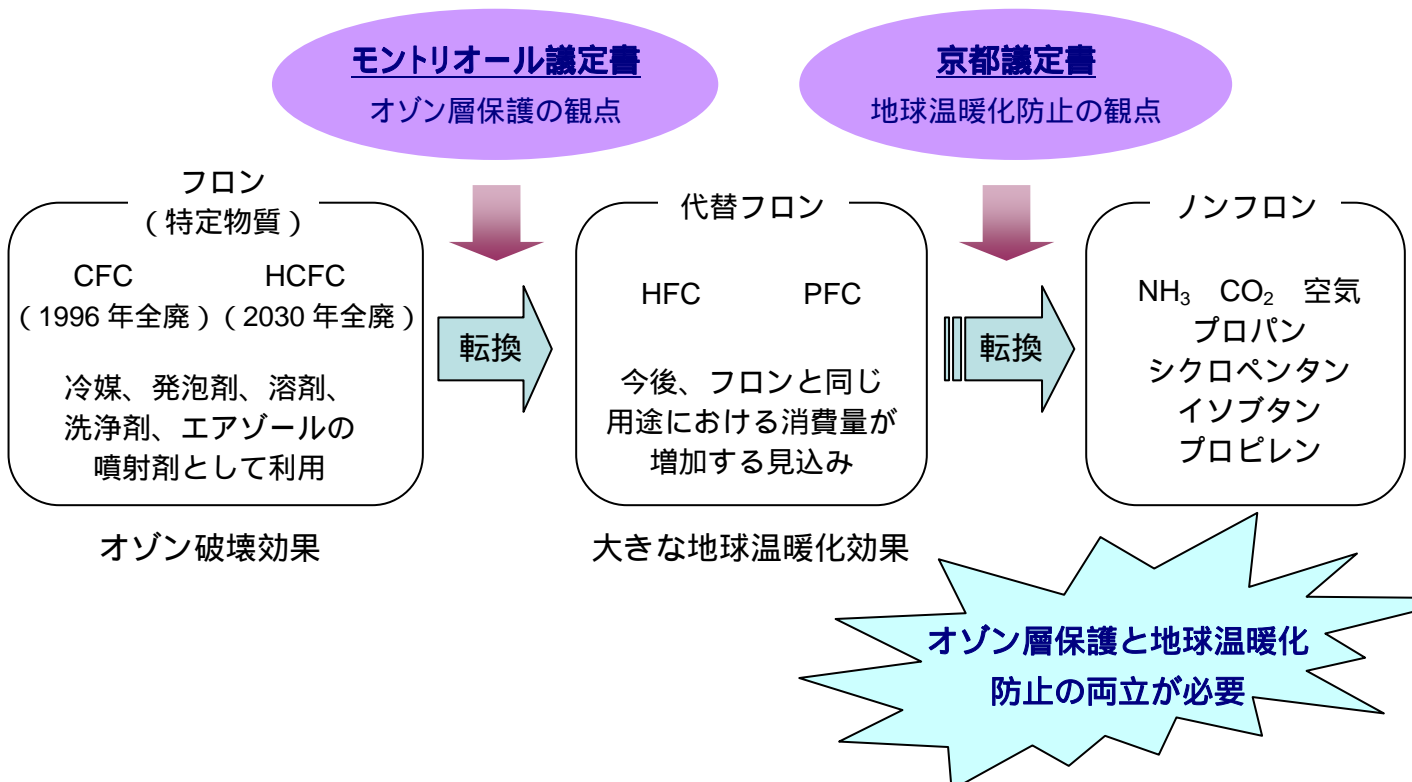 モントリオール議定書
オゾン層保護の観点
京都議定書
地球温暖化防止の観点
フロン
（特定物質）
CFC HCFC
（1996 年全廃）（2030 年全廃）
冷媒、発泡剤、溶剤、
洗浄剤、エアゾールの
噴射剤として利用
オゾン破壊効果
転換
代替フロン
HFC PFC
今後、フロンと同じ
用途における消費量が
増加する見込み
大きな地球温暖化効果
転換
ノンフロン
NH₃ CO₂ 空気
プロパン
シクロペンタン
イソブタン
プロピレン
オゾン層保護と地球温暖化
防止の両立が必要